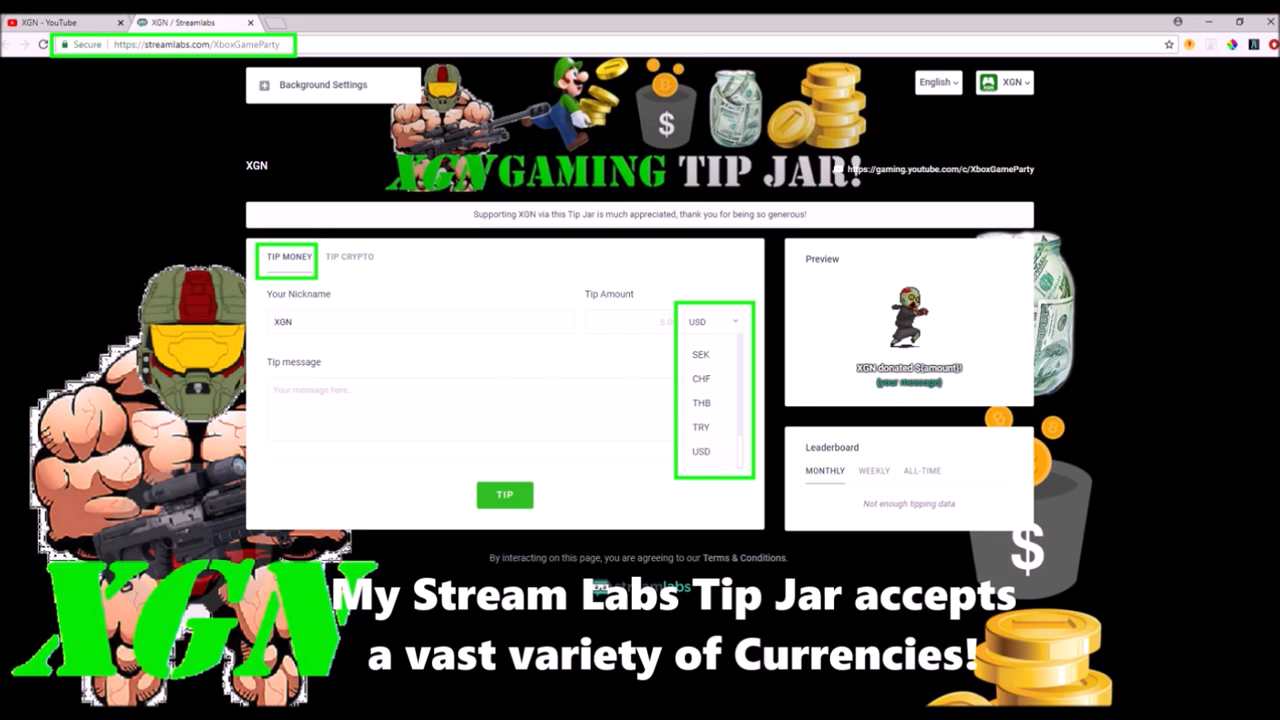 XGN - YouTube
XGN / Streamlabs
Secure
https://streamlabs.com/XboxGameParty
Background Settings
English
XGN
$
XGN GAMING TIP JAR!
XGN
https://gaming.youtube.com/c/XboxGameParty
Supporting XGN via this Tip Jar is much appreciated, thank you for being so generous!
TIP MONEY
TIP CRYPTO
Your Nickname
Tip Amount
XGN
USD
Tip message
Your message here...
SEK
CHF
THB
TRY
USD
TIP
Preview
XGN donated ${amount}!
{your message}
Leaderboard
MONTHLY
WEEKLY
ALL-TIME
Not enough tipping data
By interacting on this page, you are agreeing to our Terms & Conditions.
$
XGN
My Stream Labs Tip Jar accepts
a vast variety of Currencies!